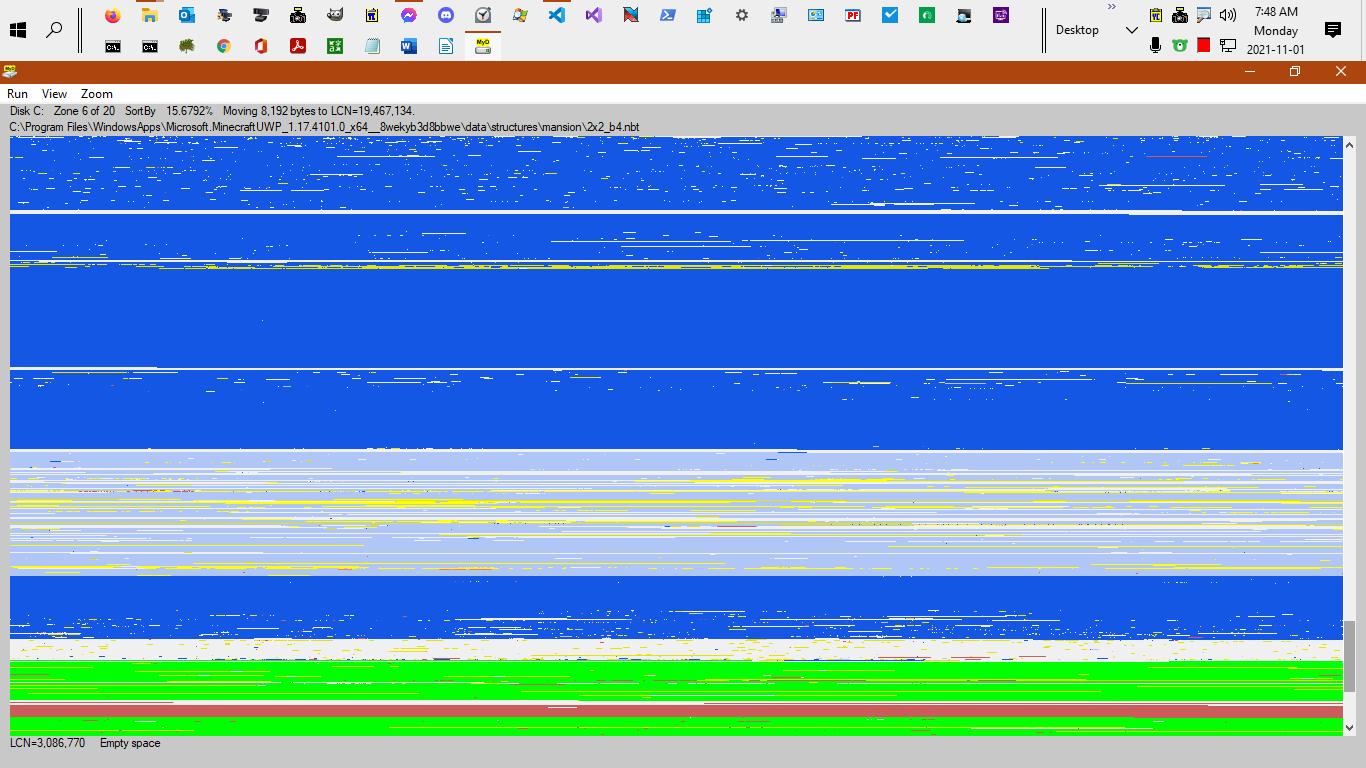 7:48 AM
Desktop
Monday
2021-11-01
C:\.
C:\.
MyD
PF
Run View Zoom
Disk C: Zone 6 of 20 SortBy 15.6792% Moving 8,192 bytes to LCN=19,467,134.
C:\Program Files\WindowsApps\Microsoft.MinecraftUWP_1.17.4101.0_x64__8wekyb3d8bbwe\data\structures\mansion\2x2_b4.nbt
LCN=3,086,770 Empty space